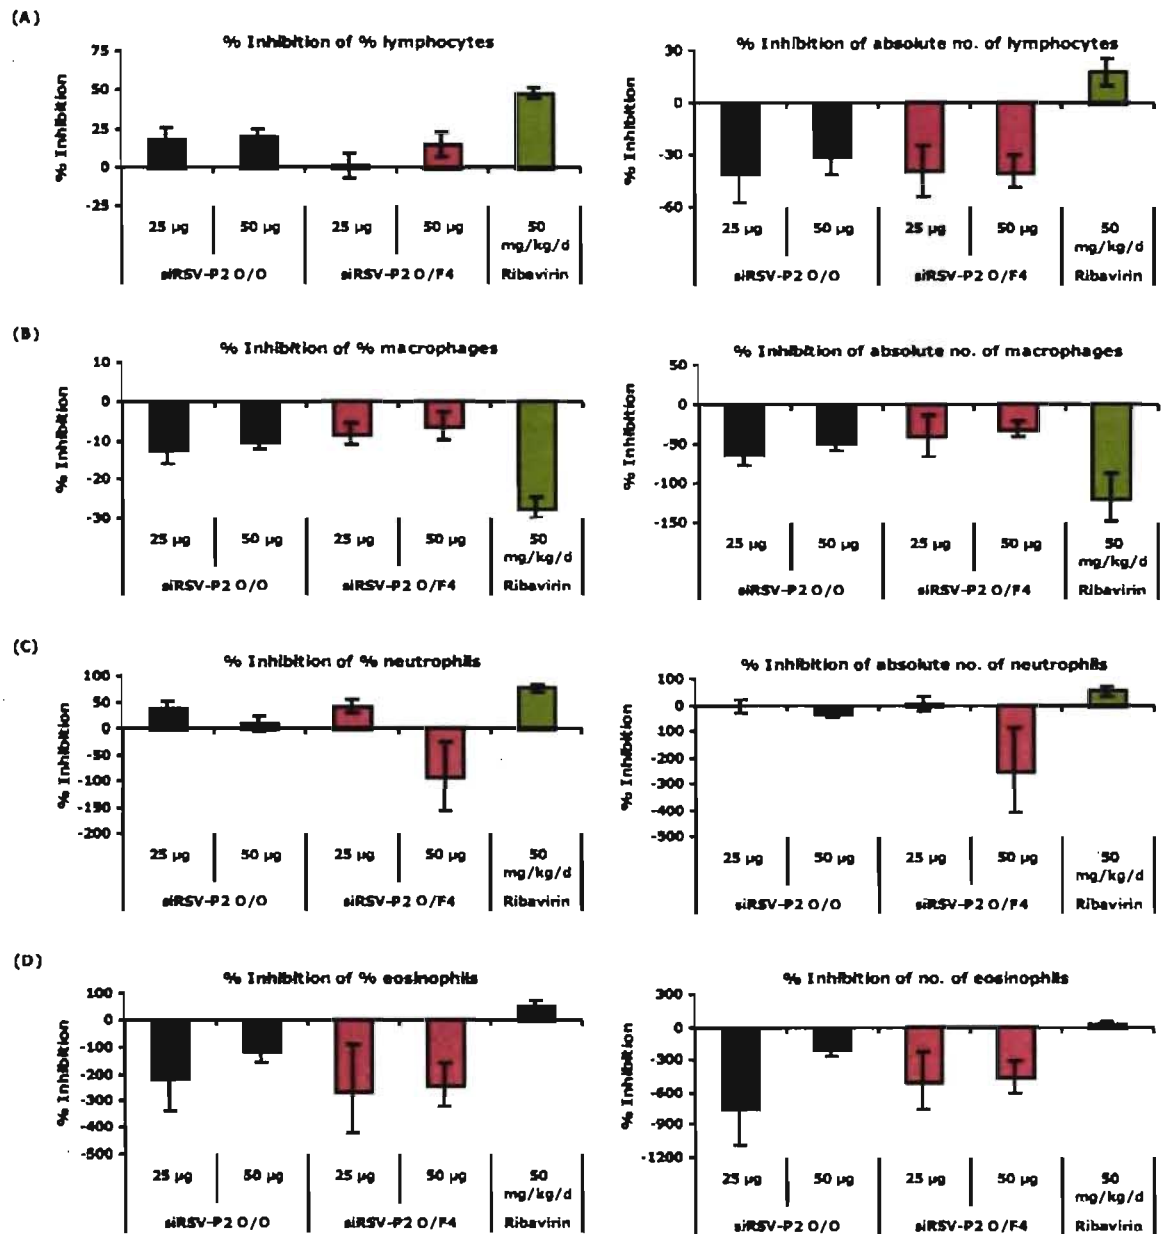 (A)
% Inhibition of % lymphocytes
% Inhibition
75
50
25
0
-25
25 µg 50 µg 25 µg 50 µg 50
mg/kg/d
siRSV-P2 O/O siRSV-P2 O/F4 Ribavirin
% Inhibition of absolute no. of lymphocytes
% Inhibition
30
0
-30
-60
25 µg 50 µg 25 µg 50 µg 50
mg/kg/d
siRSV-P2 O/O siRSV-P2 O/F4 Ribavirin
(B)
% Inhibition of % macrophages
% Inhibition
10
0
-10
-20
-30
25 µg 50 µg 25 µg 50 µg 50
mg/kg/d
siRSV-P2 O/O siRSV-P2 O/F4 Ribavirin
% Inhibition of absolute no. of macrophages
% Inhibition
50
0
-50
-100
-150
25 µg 50 µg 25 µg 50 µg 50
mg/kg/d
siRSV-P2 O/O siRSV-P2 O/F4 Ribavirin
(C)
% Inhibition of % neutrophils
% Inhibition
100
50
0
-50
-100
-150
-200
25 µg 50 µg 25 µg 50 µg 50
mg/kg/d
siRSV-P2 O/O siRSV-P2 O/F4 Ribavirin
% Inhibition of absolute no. of neutrophils
% Inhibition
100
0
-100
-200
-300
-400
-500
25 µg 50 µg 25 µg 50 µg 50
mg/kg/d
siRSV-P2 O/O siRSV-P2 O/F4 Ribavirin
(D)
% Inhibition of % eosinophils
% Inhibition
100
0
-100
-200
-300
-400
-500
25 µg 50 µg 25 µg 50 µg 50
mg/kg/d
siRSV-P2 O/O siRSV-P2 O/F4 Ribavirin
% Inhibition of no. of eosinophils
% Inhibition
300
0
-300
-600
-900
-1200
25 µg 50 µg 25 µg 50 µg 50
mg/kg/d
siRSV-P2 O/O siRSV-P2 O/F4 Ribavirin